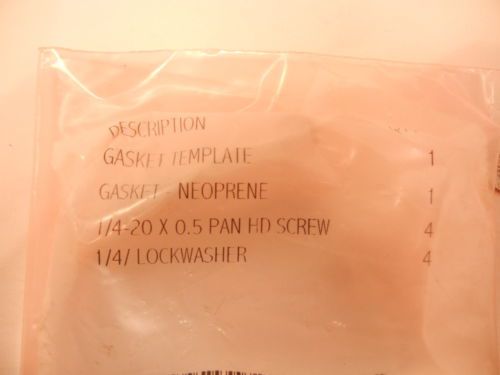 DESCRIPTION
GASKET TEMPLATE 1
GASKET NEOPRENE 1
1/4-20 X 0.5 PAN HD SCREW 4
1/4/ LOCKWASHER 4